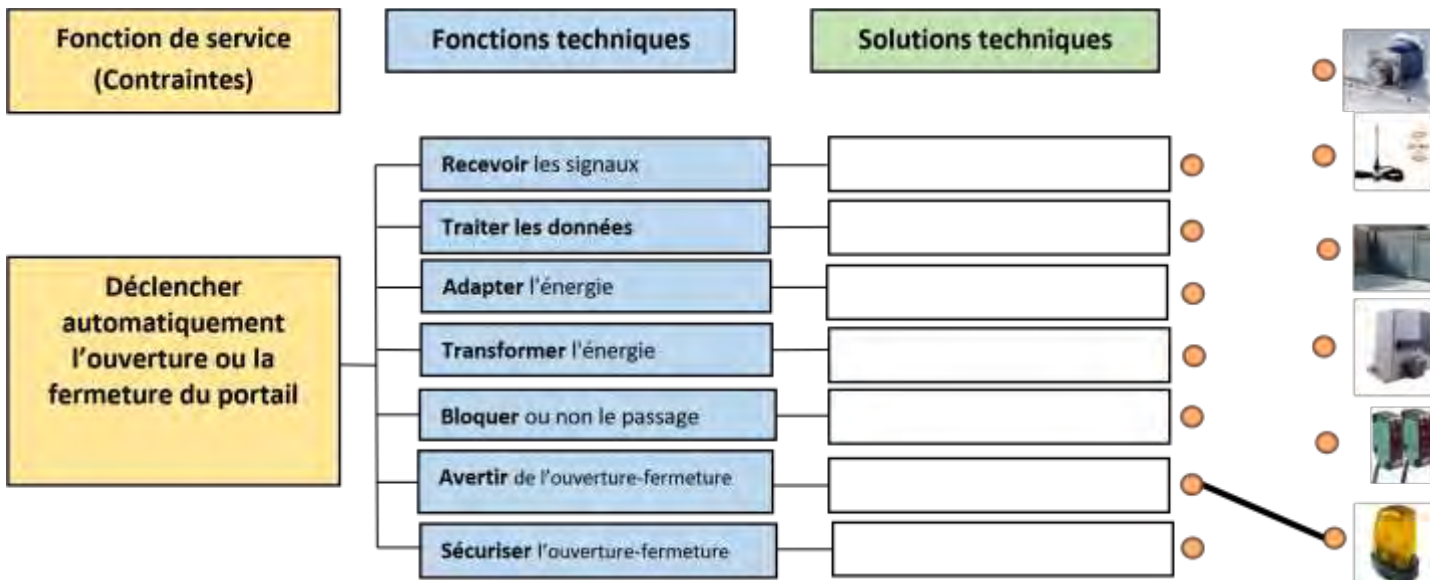 Fonction de service
(Contraintes)
Fonctions techniques
Solutions techniques
Déclencher
automatiquement
l'ouverture ou la
fermeture du portail
Recevoir les signaux
Traiter les données
Adapter l'énergie
Transformer l'énergie
Bloquer ou non le passage
Avertir de l'ouverture-fermeture
Sécuriser l'ouverture-fermeture